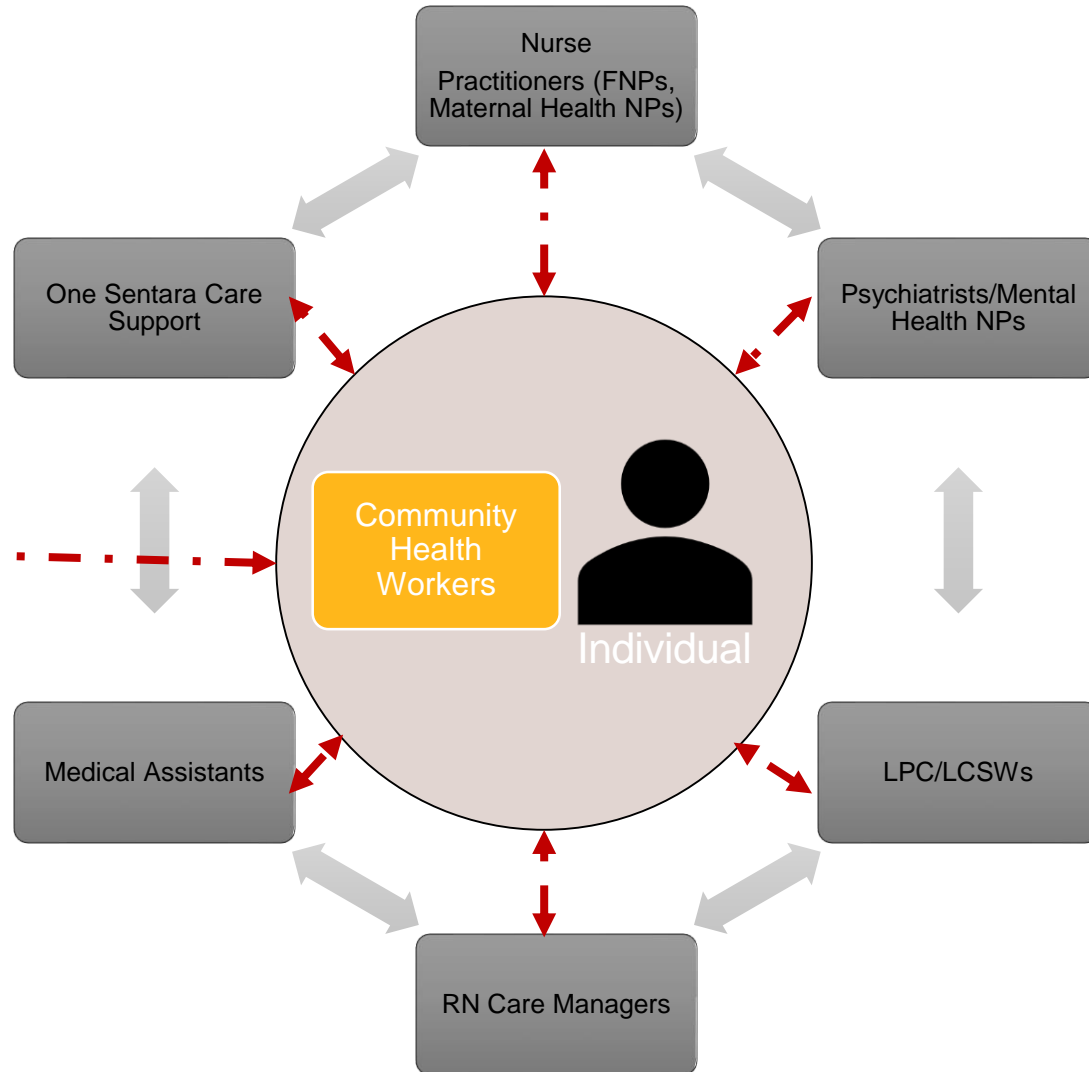 Nurse
Practitioners (FNPs,
Maternal Health NPs)
One Sentara Care
Support
Psychiatrists/Mental
Health NPs
Community
Health
Workers
Individual
Medical Assistants
LPC/LCSWs
RN Care Managers